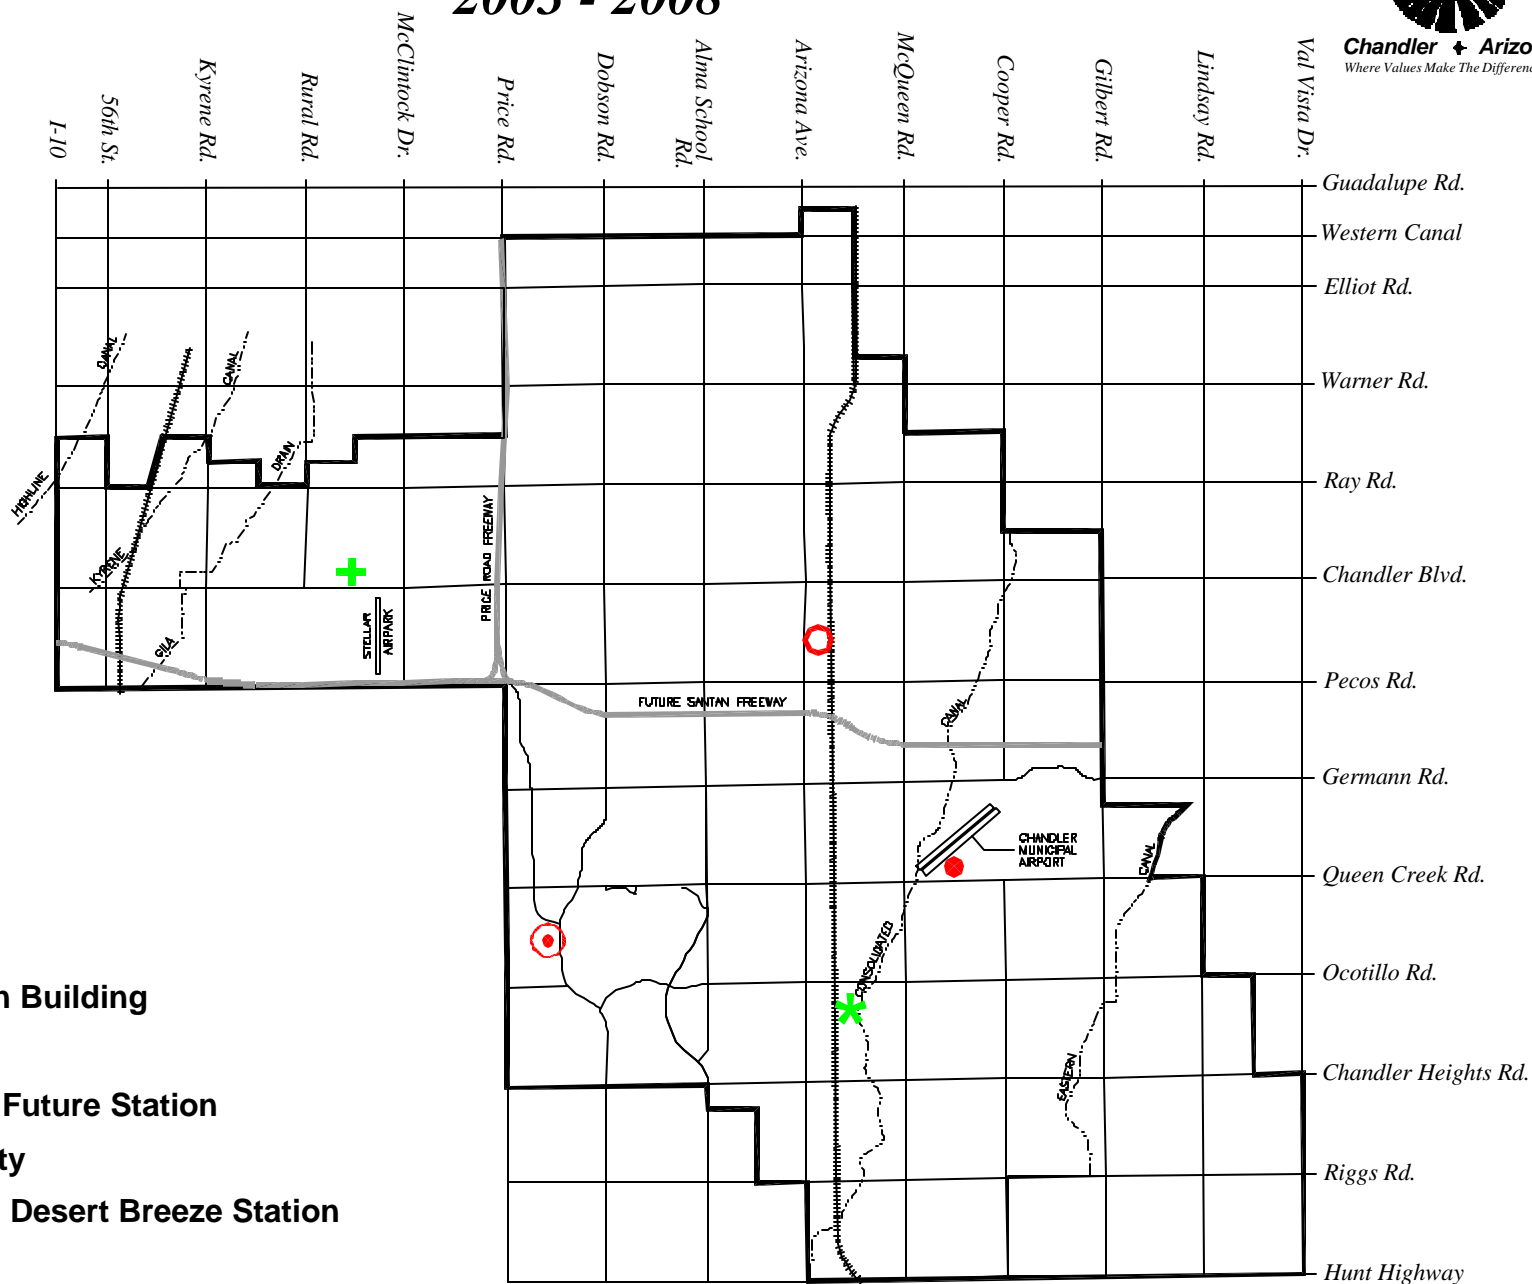 2003 - 2008
Chandler Arizo
Where Values Make The Differenc
I-10
56th St.
Kyrene Rd.
Rural Rd.
McClintock Dr.
Price Rd.
Dobson Rd.
Alma School
Rd.
Arizona Ave.
McQueen Rd.
Cooper Rd.
Gilbert Rd.
Lindsay Rd.
Val Vista Dr.
Guadalupe Rd.
Western Canal
Elliot Rd.
Warner Rd.
Ray Rd.
Chandler Blvd.
Pecos Rd.
Germann Rd.
Queen Creek Rd.
Ocotillo Rd.
Chandler Heights Rd.
Riggs Rd.
Hunt Highway
HIGHLINE
CANAL
KYRENE
CANAL
GILA
DRAIN
STELLAR
AIRPARK
PRICE ROAD FREEWAY
FUTURE SANTAN FREEWAY
CONSOLIDATED
CANAL
CHANDLER
MUNICIPAL
AIRPORT
EASTERN
CANAL
n Building
Future Station
ty
Desert Breeze Station